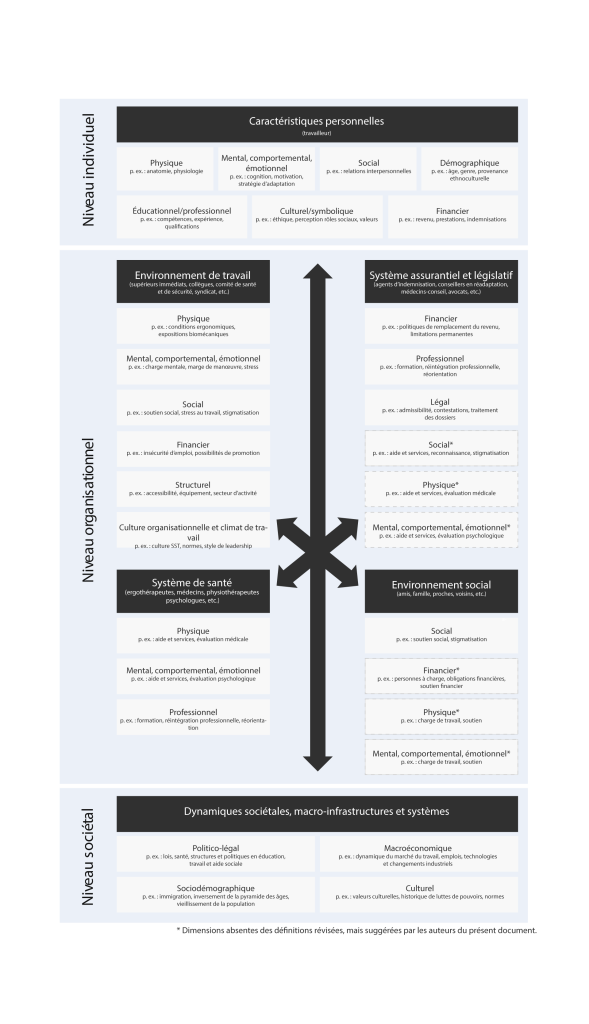 Niveau individuel
Caractéristiques personnelles
(travailleur)
Physique
p. ex. : anatomie, physiologie
Mental, comportemental,
émotionnel
p. ex. : cognition, motivation,
stratégie d'adaptation
Social
p. ex. : relations interpersonnelles
Démographique
p. ex. : âge, genre, provenance
ethnoculturelle
Éducationnel/professionnel
p. ex. : compétences, expérience,
qualifications
Culturel/symbolique
p. ex. : éthique, perception rôles sociaux, valeurs
Financier
p. ex. : revenu, prestations, indemnisations
Niveau organisationnel
Environnement de travail
(supérieurs immédiats, collègues, comité de santé
et de sécurité, syndicat, etc.)
Physique
p. ex. : conditions ergonomiques,
expositions biomécaniques
Mental, comportemental, émotionnel
p. ex. : charge mentale, marge de manœuvre, stress
Social
p. ex. : soutien social, stress au travail, stigmatisation
Financier
p. ex. : insécurité d'emploi, possibilités de promotion
Structurel
p. ex. : accessibilité, équipement, secteur d'activité
Culture organisationnelle et climat de tra-
vail
p. ex. : culture SST, normes, style de leadership
Système assurantiel et législatif
(agents d'indemnisation, conseillers en réadaptation,
médecins-conseil, avocats, etc.)
Financier
p. ex. : politiques de remplacement du revenu,
limitations permanentes
Professionnel
p. ex. : formation, réintégration professionnelle,
réorientation
Légal
p. ex. : admissibilité, contestations, traitement
des dossiers
Social*
p. ex. : aide et services, reconnaissance, stigmatisation
Physique*
p. ex. : aide et services, évaluation médicale
Mental, comportemental, émotionnel*
p. ex. : aide et services, évaluation psychologique
Système de santé
(ergothérapeutes, médecins, physiothérapeutes
psychologues, etc.)
Physique
p. ex. : aide et services, évaluation médicale
Mental, comportemental, émotionnel
p. ex. : aide et services, évaluation psychologique
Professionnel
p. ex. : formation, réintégration professionnelle, réorienta-
tion
Environnement social
(amis, famille, proches, voisins, etc.)
Social
p. ex. : soutien social, stigmatisation
Financier*
p. ex. : personnes à charge, obligations financières,
soutien financier
Physique*
p. ex. : charge de travail, soutien
Mental, comportemental, émotionnel*
p. ex. : charge de travail, soutien
Niveau sociétal
Dynamiques sociétales, macro-infrastructures et systèmes
Politico-légal
p. ex. : lois, santé, structures et politiques en éducation,
travail et aide sociale
Macroéconomique
p. ex. : dynamique du marché du travail, emplois, technologies
et changements industriels
Sociodémographique
p. ex. : immigration, inversement de la pyramide des âges,
vieillissement de la population
Culturel
p. ex. : valeurs culturelles, historique de luttes de pouvoirs, normes
* Dimensions absentes des définitions révisées, mais suggérées par les auteurs du présent document.